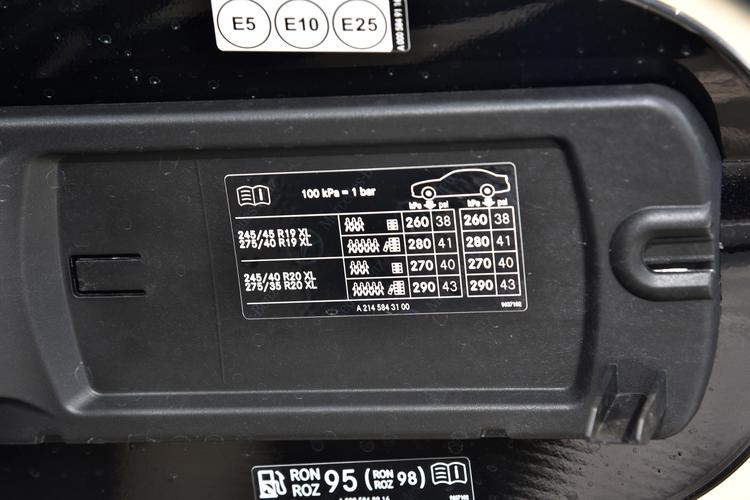 E5 E10 E25
100 kPa = 1 bar
kPa psi kPa psi
245/45 R19 XL
275/40 R19 XL
260 38 260 38
280 41 280 41
245/40 R20 XL
275/35 R20 XL
270 40 270 40
290 43 290 43
A 214 584 31 00
RON
ROZ 95 (RON
ROZ 98)